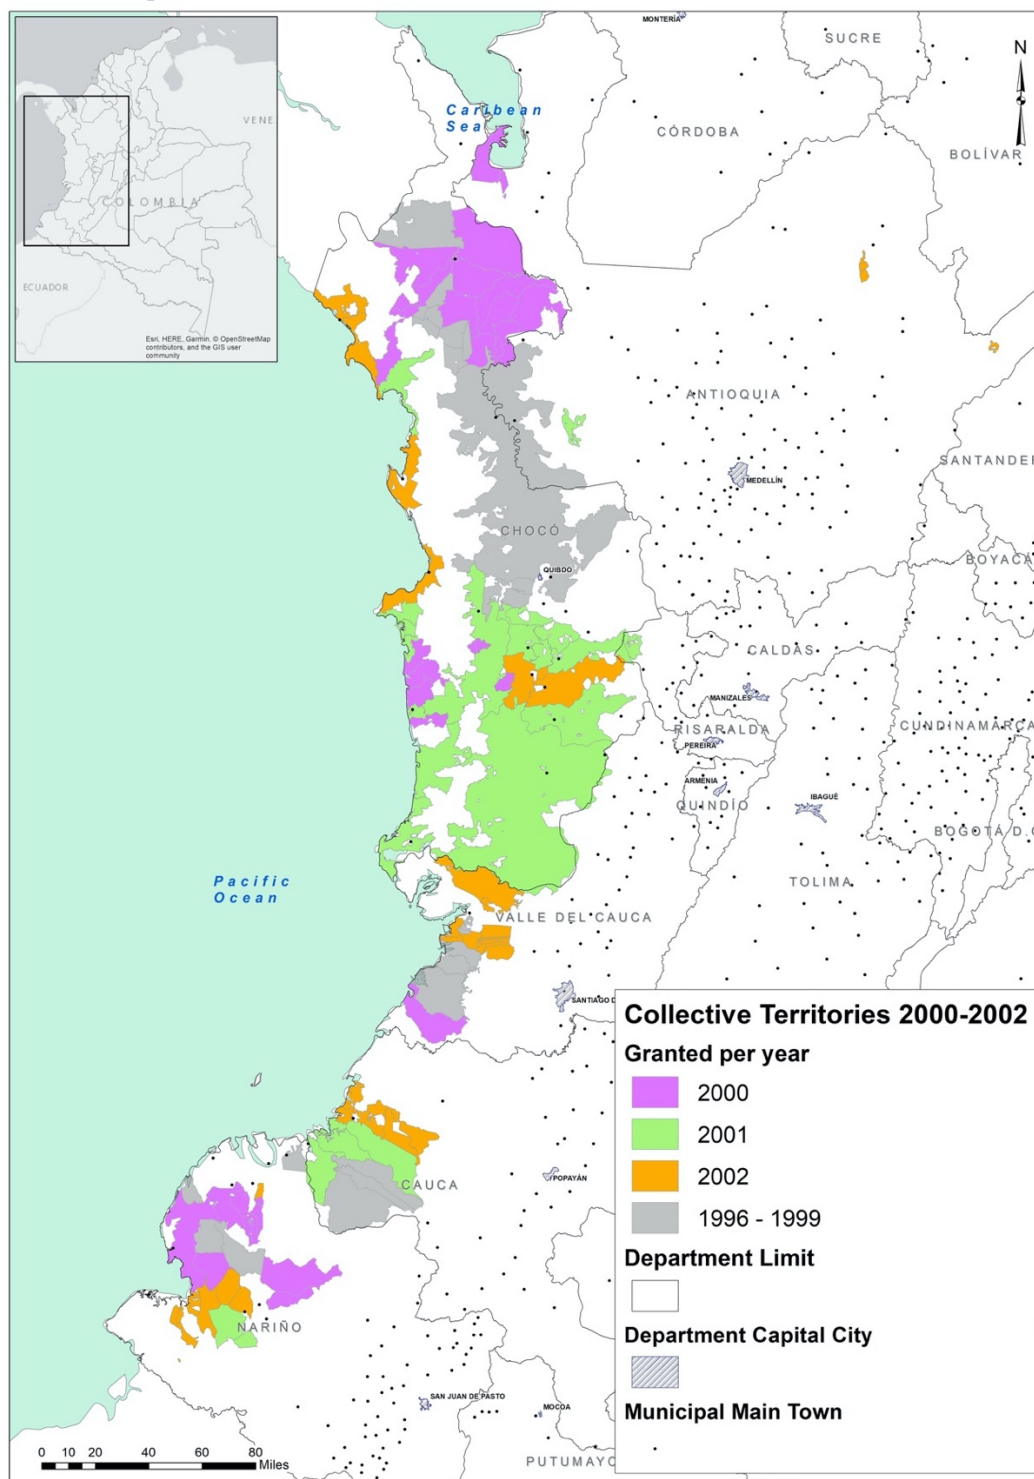 VENE
COLOMBIA
ECUADOR
Esri, HERE, Garmin, © OpenStreetMap
contributors, and the GIS user
community
MONTERÍA
SUCRE
N
Caribbean
Sea
CÓRDOBA
BOLÍVAR
ANTIOQUIA
SANTANDER
MEDELLÍN
CHOCÓ
BOYACÁ
QUIBDO
CALDAS
MANIZALES
RISARALDA
CUNDINAMARCA
PEREIRA
ARMENIA
QUINDÍO
IBAGUÉ
BOGOTÁ D.C
Pacific
Ocean
TOLIMA
VALLE DEL CAUCA
SANTIAGO D
CAUCA
POPAYÁN
NARIÑO
SAN JUAN DE PASTO
MOCOA
PUTUMAYO
0 10 20 40 60 80
Miles
Collective Territories 2000-2002
Granted per year
2000
2001
2002
1996 - 1999
Department Limit
Department Capital City
Municipal Main Town